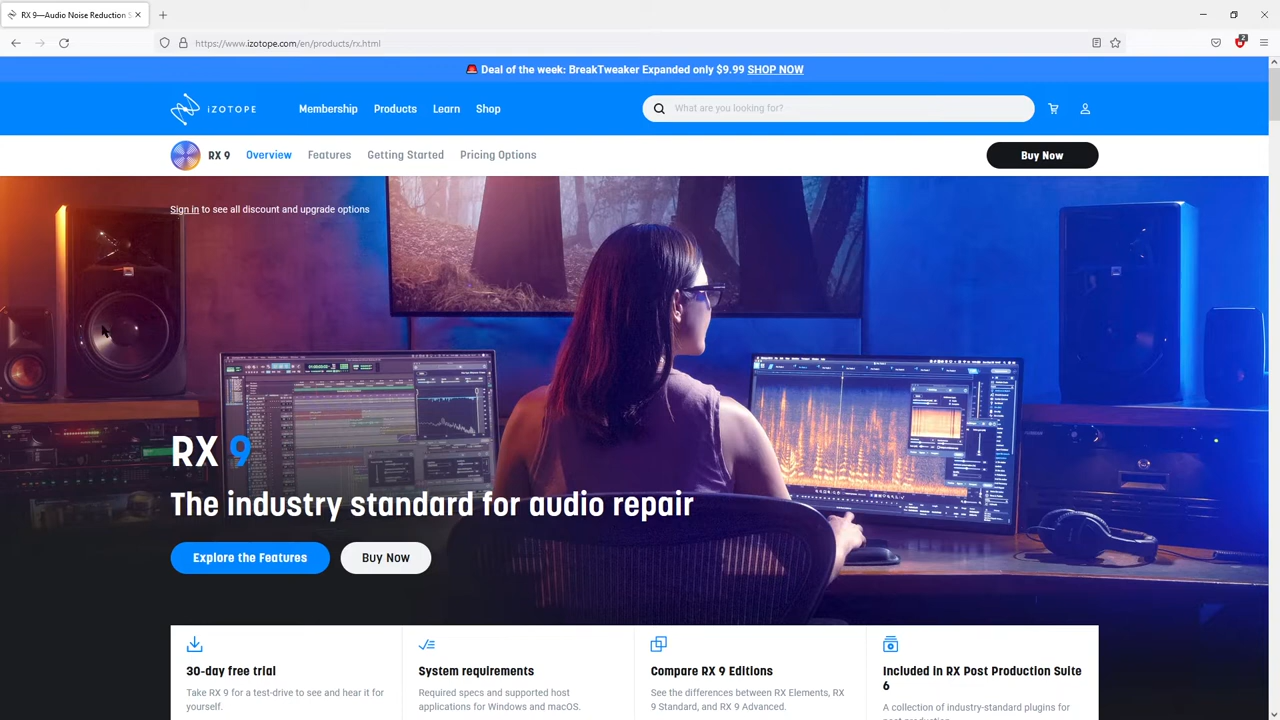 RX 9—Audio Noise Reduction S
https://www.izotope.com/en/products/rx.html
2
Deal of the week: BreakTweaker Expanded only $9.99 SHOP NOW
iZOTOPE
Membership
Products
Learn
Shop
What are you looking for?
RX 9
Overview
Features
Getting Started
Pricing Options
Buy Now
Sign in to see all discount and upgrade options
RX 9
The industry standard for audio repair
Explore the Features
Buy Now
30-day free trial
Take RX 9 for a test-drive to see and hear it for
yourself.
System requirements
Required specs and supported host
applications for Windows and macOS.
Compare RX 9 Editions
See the differences between RX Elements, RX
9 Standard, and RX 9 Advanced.
Included in RX Post Production Suite
6
A collection of industry-standard plugins for
post production.